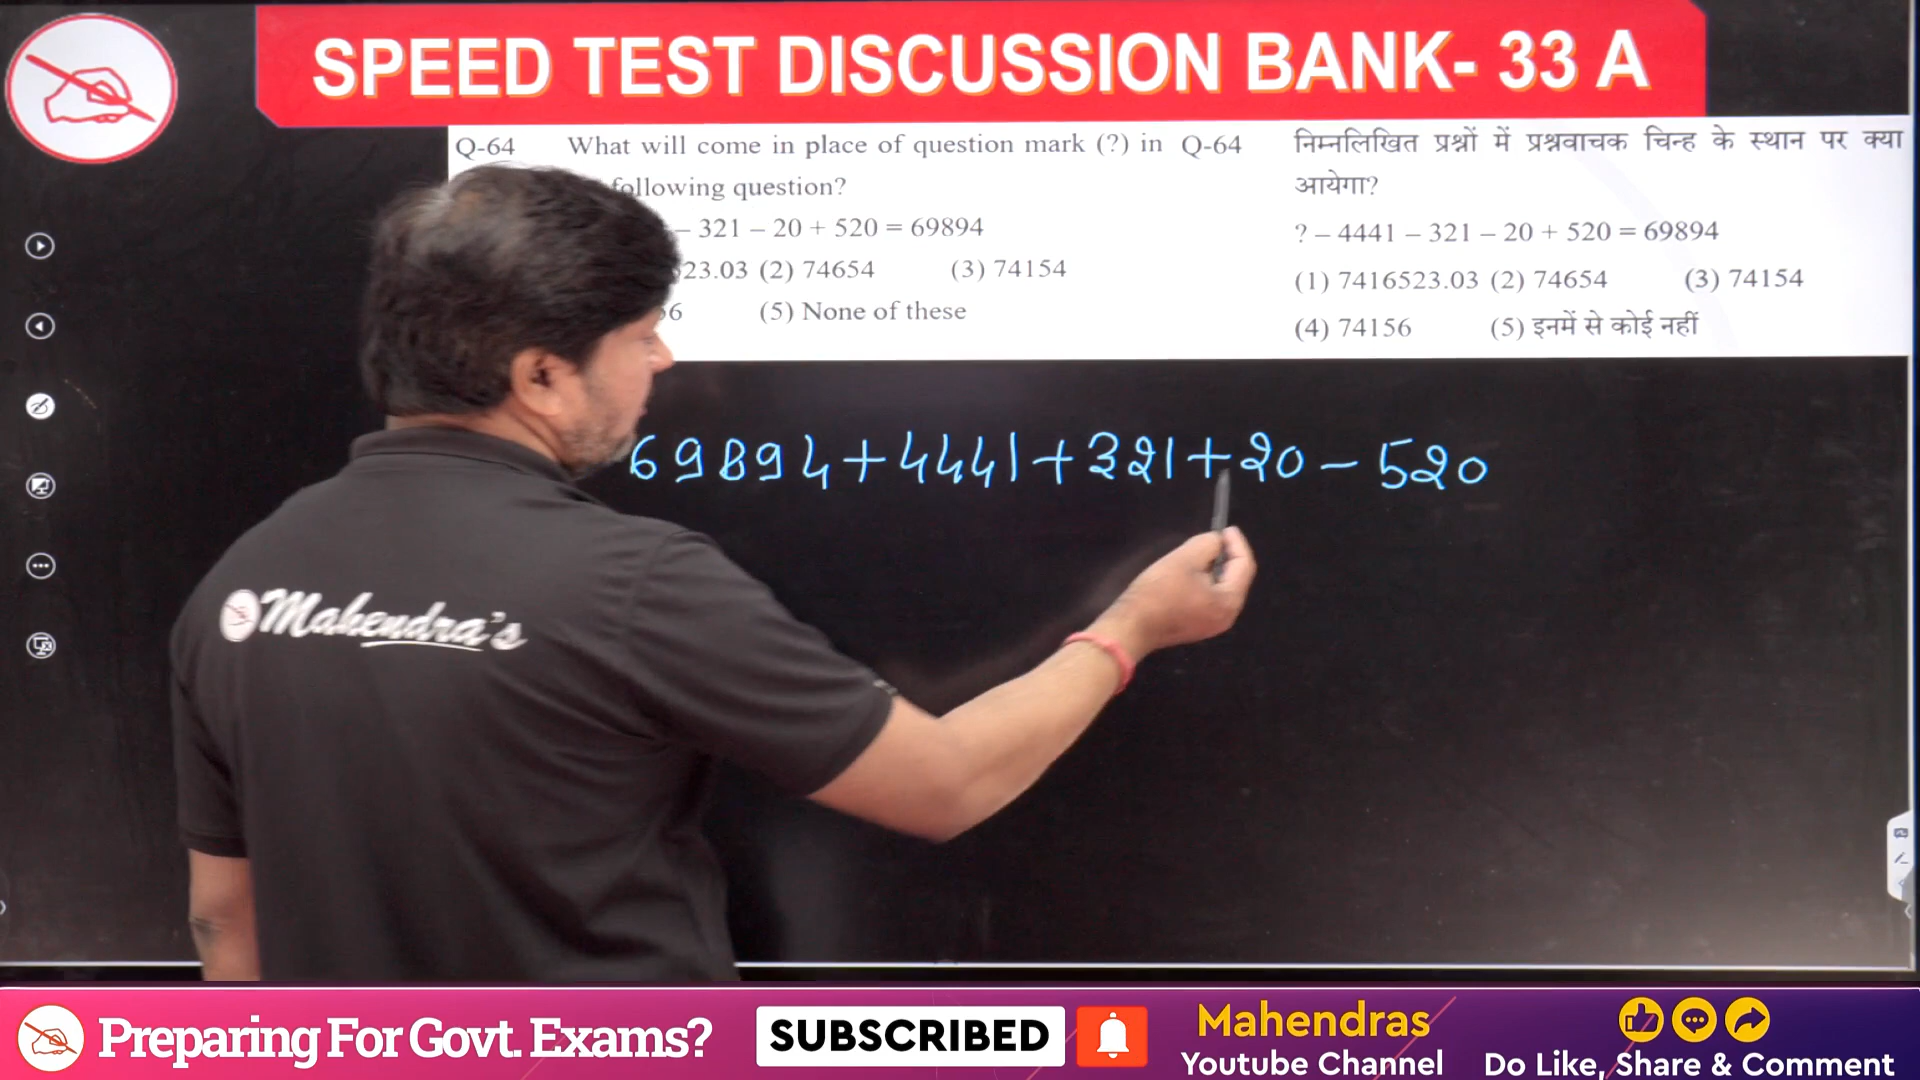 SPEED TEST DISCUSSION BANK- 33 A
Q-64 What will come in place of question mark (?) in
following question?
– 321 – 20 + 520 = 69894
23.03 (2) 74654 (3) 74154
6 (5) None of these
Q-64 निम्नलिखित प्रश्नों में प्रश्नवाचक चिन्ह के स्थान पर क्या
आयेगा?
? – 4441 – 321 – 20 + 520 = 69894
(1) 7416523.03 (2) 74654 (3) 74154
(4) 74156 (5) इनमें से कोई नहीं
69894+4441+321+20-520
Mahendra's
Preparing For Govt. Exams?
SUBSCRIBED
Mahendras
Youtube Channel
Do Like, Share & Comment